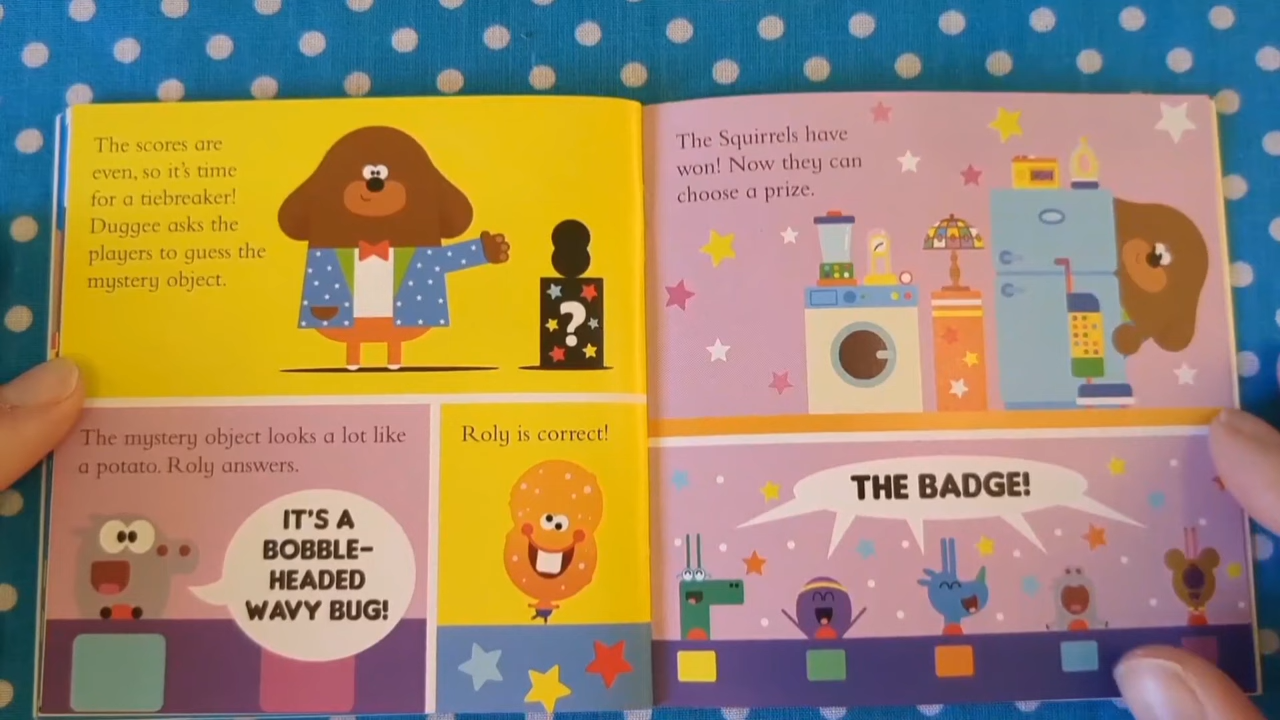 The scores are
even, so it's time
for a tiebreaker!
Duggee asks the
players to guess the
mystery object.
?
The mystery object looks a lot like
a potato. Roly answers.
IT'S A
BOBBLE-
HEADED
WAVY BUG!
Roly is correct!
The Squirrels have
won! Now they can
choose a prize.
THE BADGE!